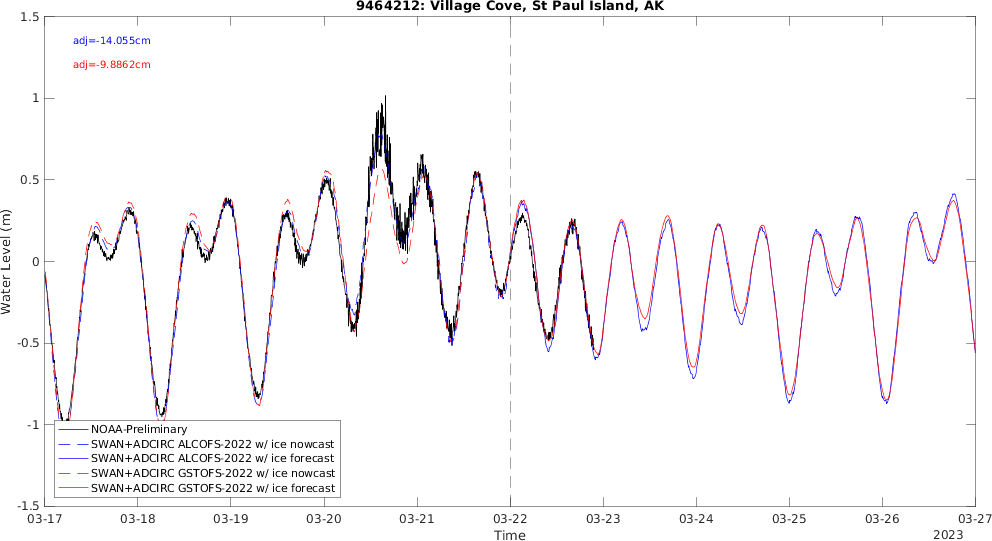 9464212: Village Cove, St Paul Island, AK
1.5
adj=-14.055cm
adj=-9.8862cm
1
0.5
0
-0.5
-1
-1.5
Water Level (m)
NOAA-Preliminary
SWAN+ADCIRC ALCOFS-2022 w/ ice nowcast
SWAN+ADCIRC ALCOFS-2022 w/ ice forecast
SWAN+ADCIRC GSTOFS-2022 w/ ice nowcast
SWAN+ADCIRC GSTOFS-2022 w/ ice forecast
03-17 03-18 03-19 03-20 03-21 03-22 03-23 03-24 03-25 03-26 03-27
Time
2023